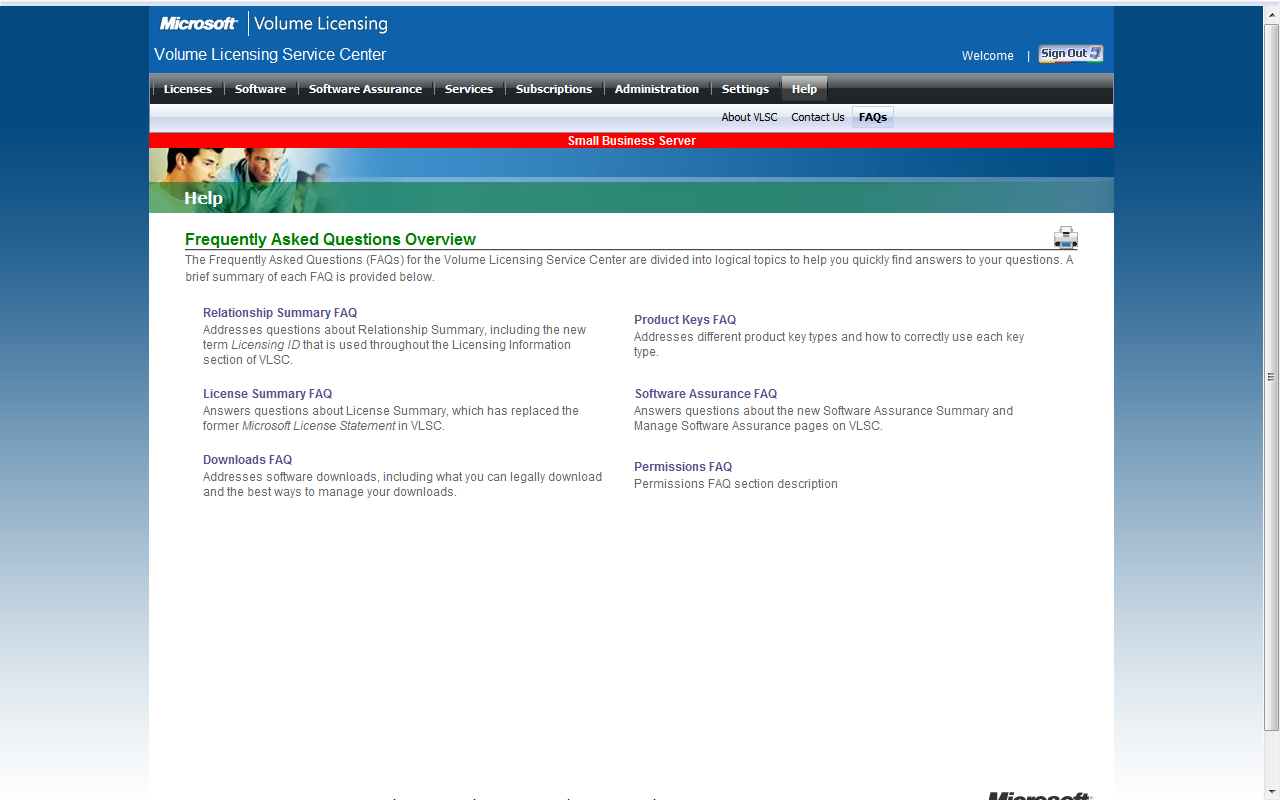 Microsoft | Volume Licensing
Volume Licensing Service Center
Welcome | Sign Out
Licenses | Software | Software Assurance | Services | Subscriptions | Administration | Settings | Help
About VLSC Contact Us FAQs
Small Business Server
Help
Frequently Asked Questions Overview
The Frequently Asked Questions (FAQs) for the Volume Licensing Service Center are divided into logical topics to help you quickly find answers to your questions. A
brief summary of each FAQ is provided below.
Relationship Summary FAQ
Addresses questions about Relationship Summary, including the new
term Licensing ID that is used throughout the Licensing Information
section of VLSC.
Product Keys FAQ
Addresses different product key types and how to correctly use each key
type.
License Summary FAQ
Answers questions about License Summary, which has replaced the
former Microsoft License Statement in VLSC.
Software Assurance FAQ
Answers questions about the new Software Assurance Summary and
Manage Software Assurance pages on VLSC.
Downloads FAQ
Addresses software downloads, including what you can legally download
and the best ways to manage your downloads.
Permissions FAQ
Permissions FAQ section description
Microsoft